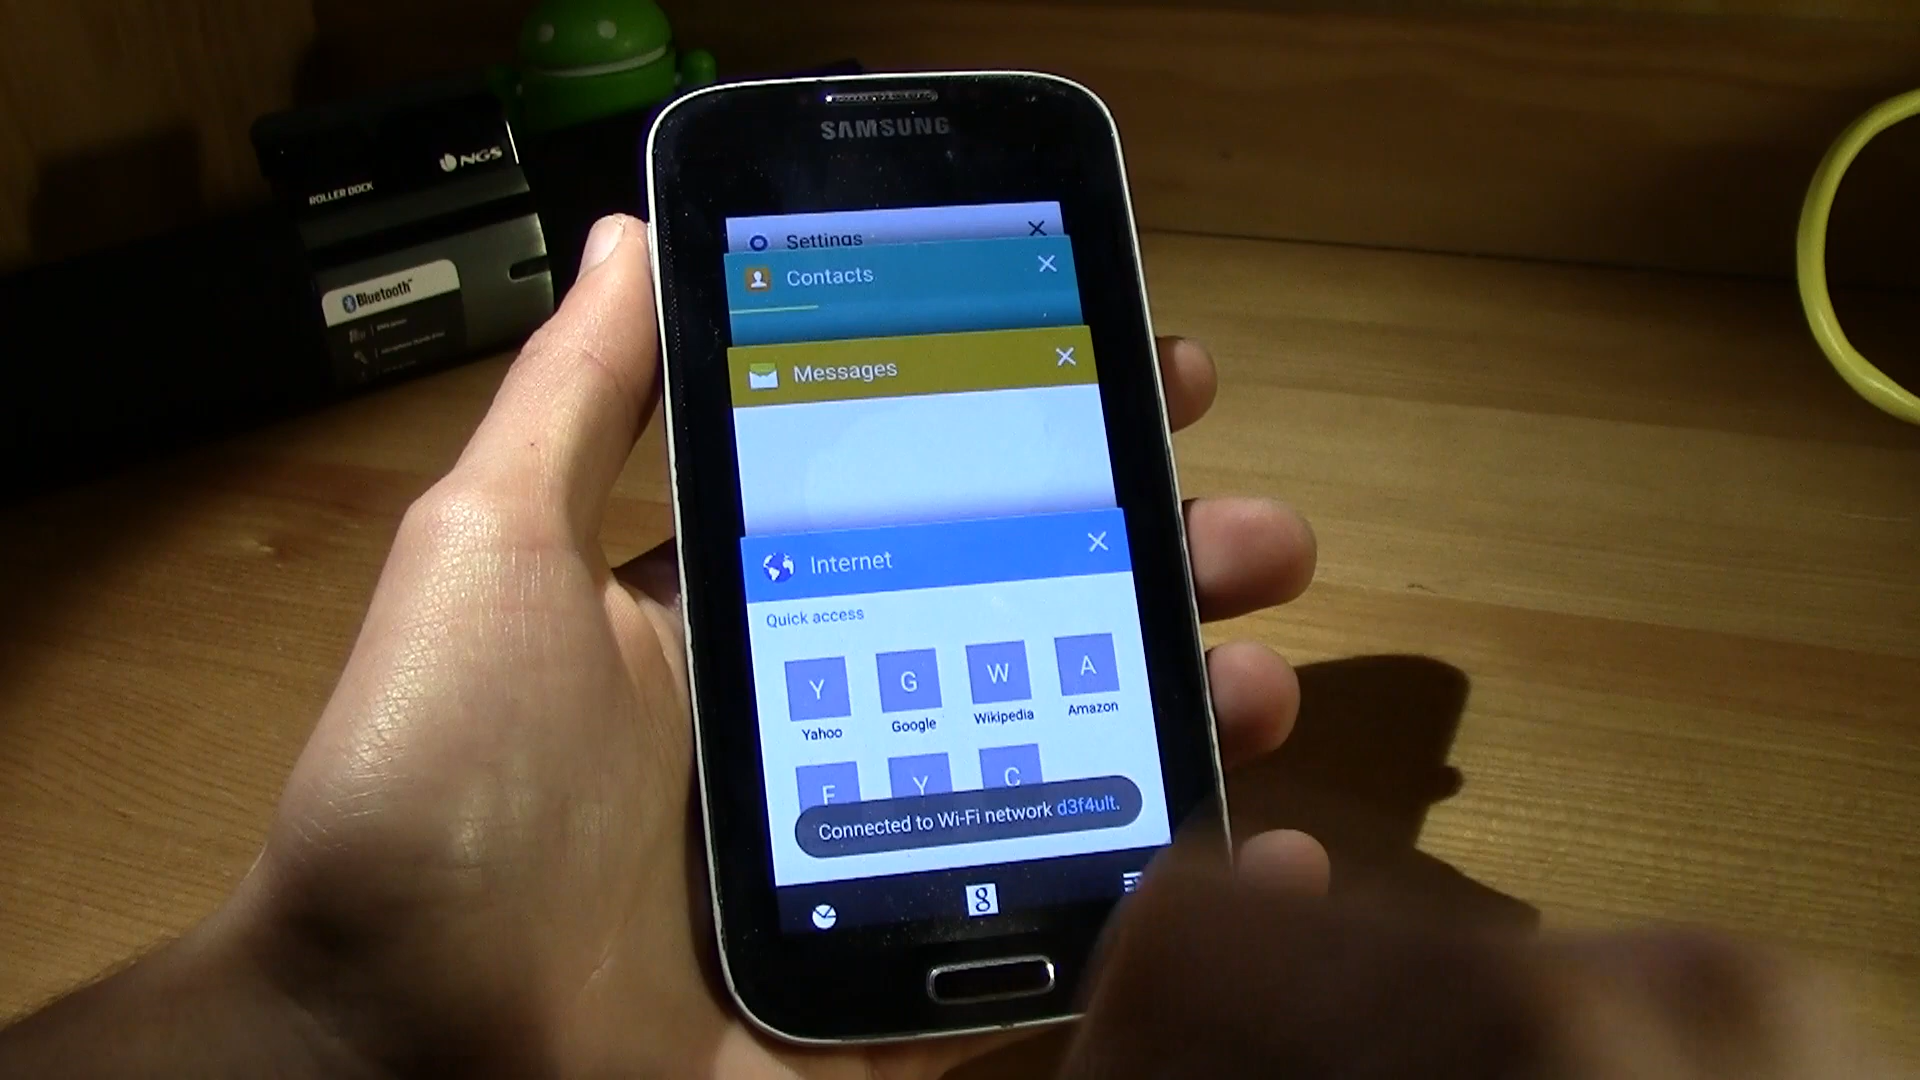 SAMSUNG
NGS
ROLLER DOCK
Bluetooth™
Settings
Contacts
Messages
Internet
Quick access
Y
G
W
A
Yahoo
Google
Wikipedia
Amazon
Y
C
Connected to Wi-Fi network d3f4ult.
g